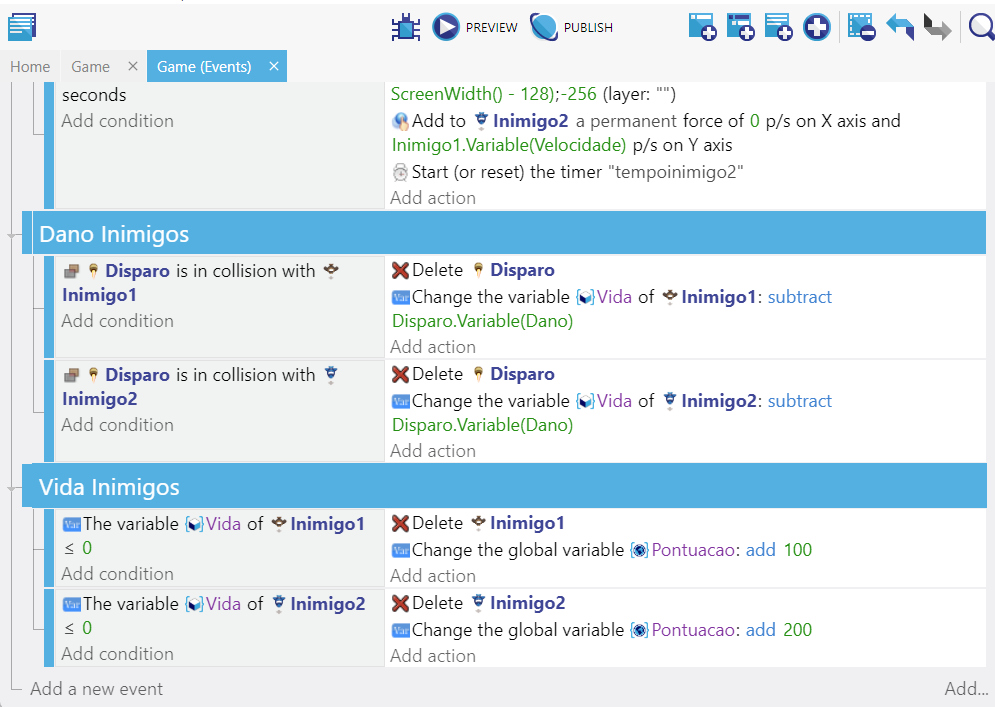 PREVIEW PUBLISH
Home Game × Game (Events) ×
seconds
Add condition
ScreenWidth() - 128);-256 (layer: "")
Add to Inimigo2 a permanent force of 0 p/s on X axis and
Inimigo1.Variable(Velocidade) p/s on Y axis
Start (or reset) the timer "tempoinimigo2"
Add action
Dano Inimigos
Disparo is in collision with
Inimigo1
Add condition
Delete Disparo
Var Change the variable Vida of Inimigo1: subtract
Disparo.Variable(Dano)
Add action
Disparo is in collision with
Inimigo2
Add condition
Delete Disparo
Var Change the variable Vida of Inimigo2: subtract
Disparo.Variable(Dano)
Add action
Vida Inimigos
Var The variable Vida of Inimigo1
≤ 0
Add condition
Delete Inimigo1
Var Change the global variable Pontuacao: add 100
Add action
Var The variable Vida of Inimigo2
≤ 0
Add condition
Delete Inimigo2
Var Change the global variable Pontuacao: add 200
Add action
Add a new event Add...